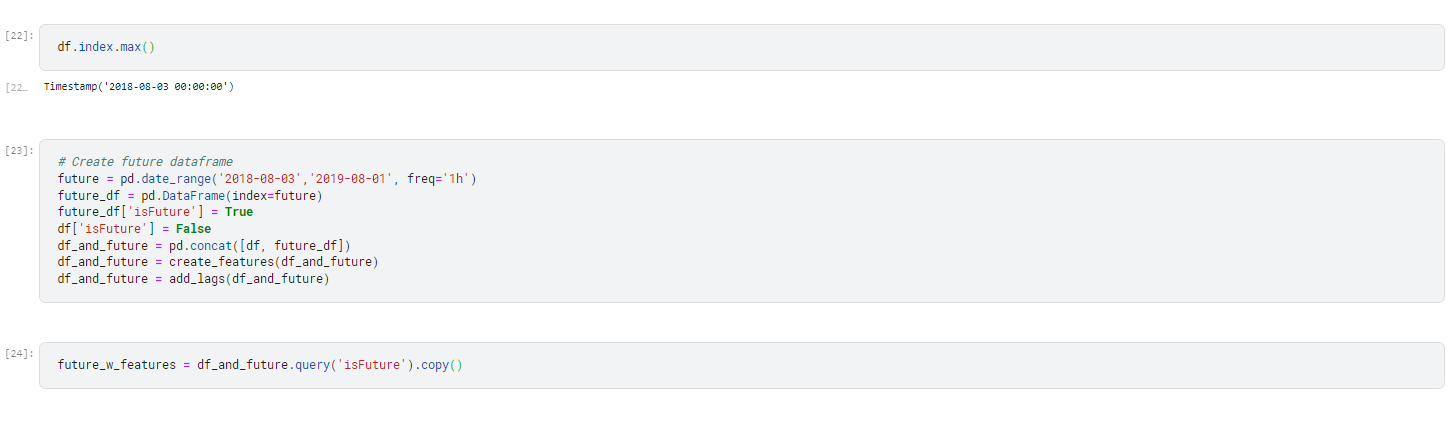 [22]:
df.index.max()
[22…
Timestamp('2018-08-03 00:00:00')
[23]:
# Create future dataframe
future = pd.date_range('2018-08-03','2019-08-01', freq='1h')
future_df = pd.DataFrame(index=future)
future_df['isFuture'] = True
df['isFuture'] = False
df_and_future = pd.concat([df, future_df])
df_and_future = create_features(df_and_future)
df_and_future = add_lags(df_and_future)
[24]:
future_w_features = df_and_future.query('isFuture').copy()